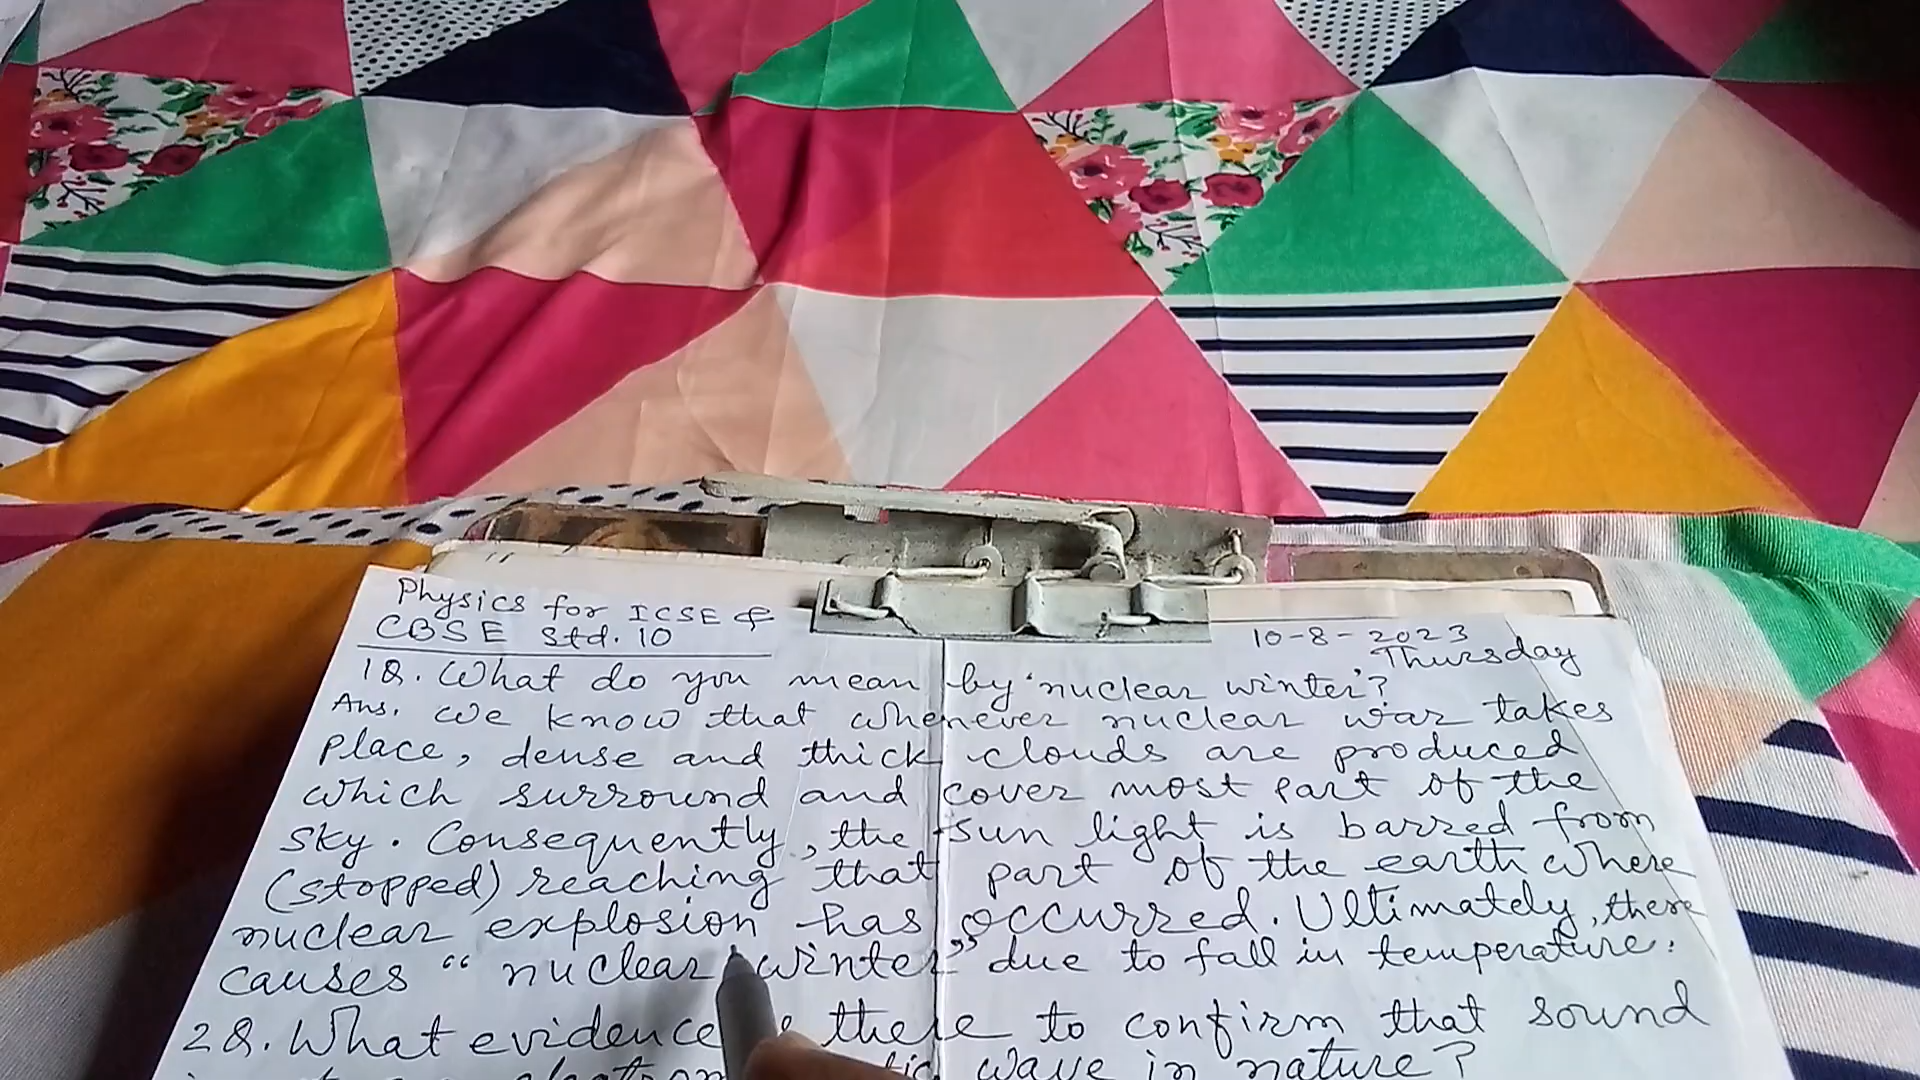 Physics for ICSE &
CBSE Std. 10
10-8-2023
Thursday
1Q. What do you mean by 'nuclear winter'?
Ans. We know that whenever nuclear war takes
place, dense and thick clouds are produced
which surround and cover most part of the
sky. Consequently, the sun light is barred from
(stopped) reaching that part of the earth where
nuclear explosion has occurred. Ultimately, there
causes "nuclear winter" due to fall in temperature.
2Q. What evidence is there to confirm that sound
wave in nature?